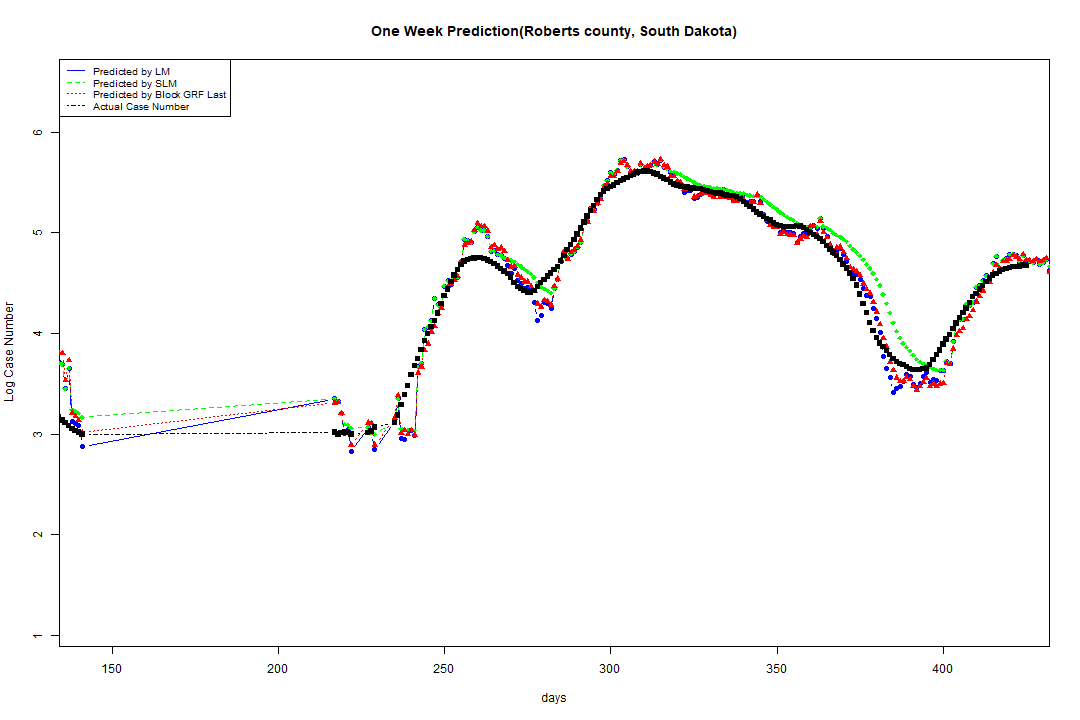 One Week Prediction(Roberts county, South Dakota)
Predicted by LM
Predicted by SLM
Predicted by Block GRF Last
Actual Case Number
6
5
4
3
2
1
Log Case Number
150 200 250 300 350 400
days